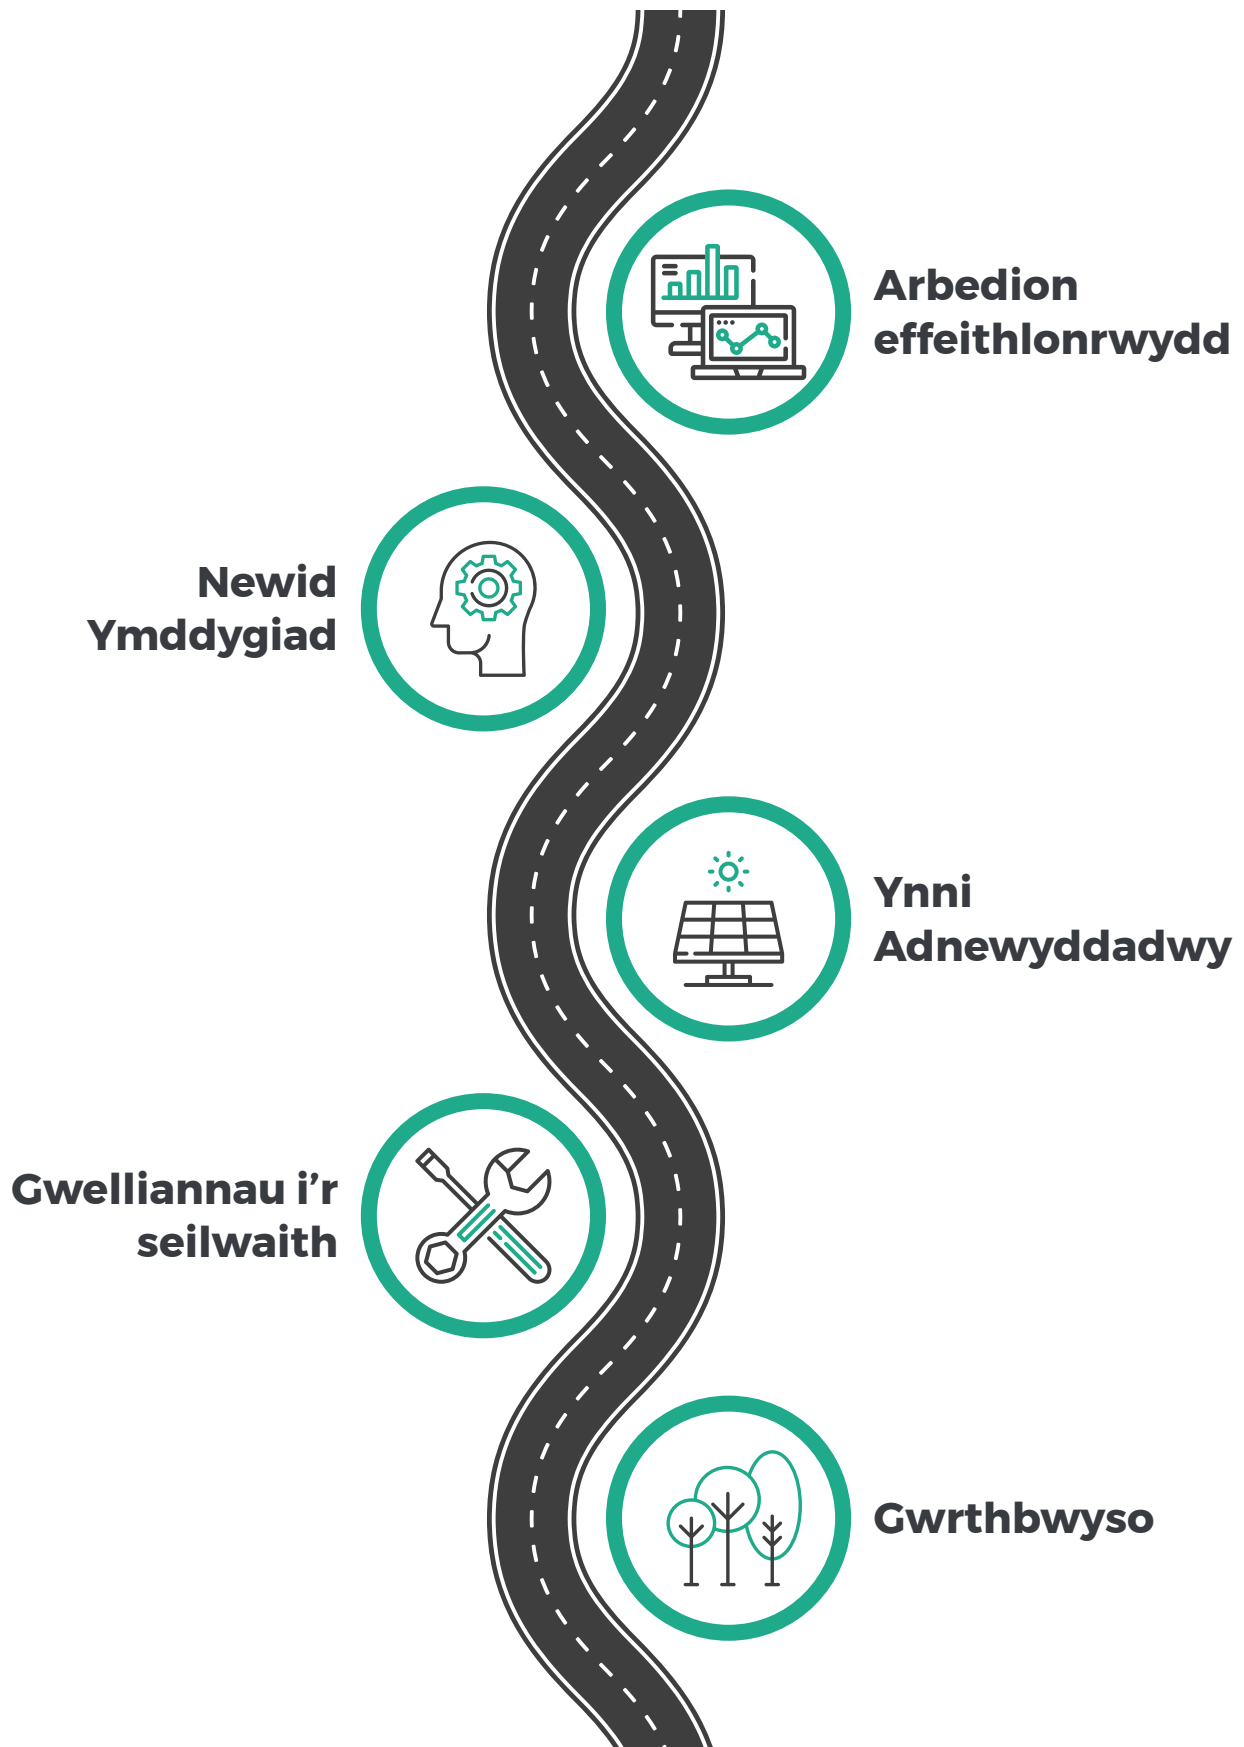 Arbedion
effeithlonrwydd
Newid
Ymddygiad
Ynni
Adnewyddadwy
Gwelliannau i’r
seilwaith
Gwrthbwyso